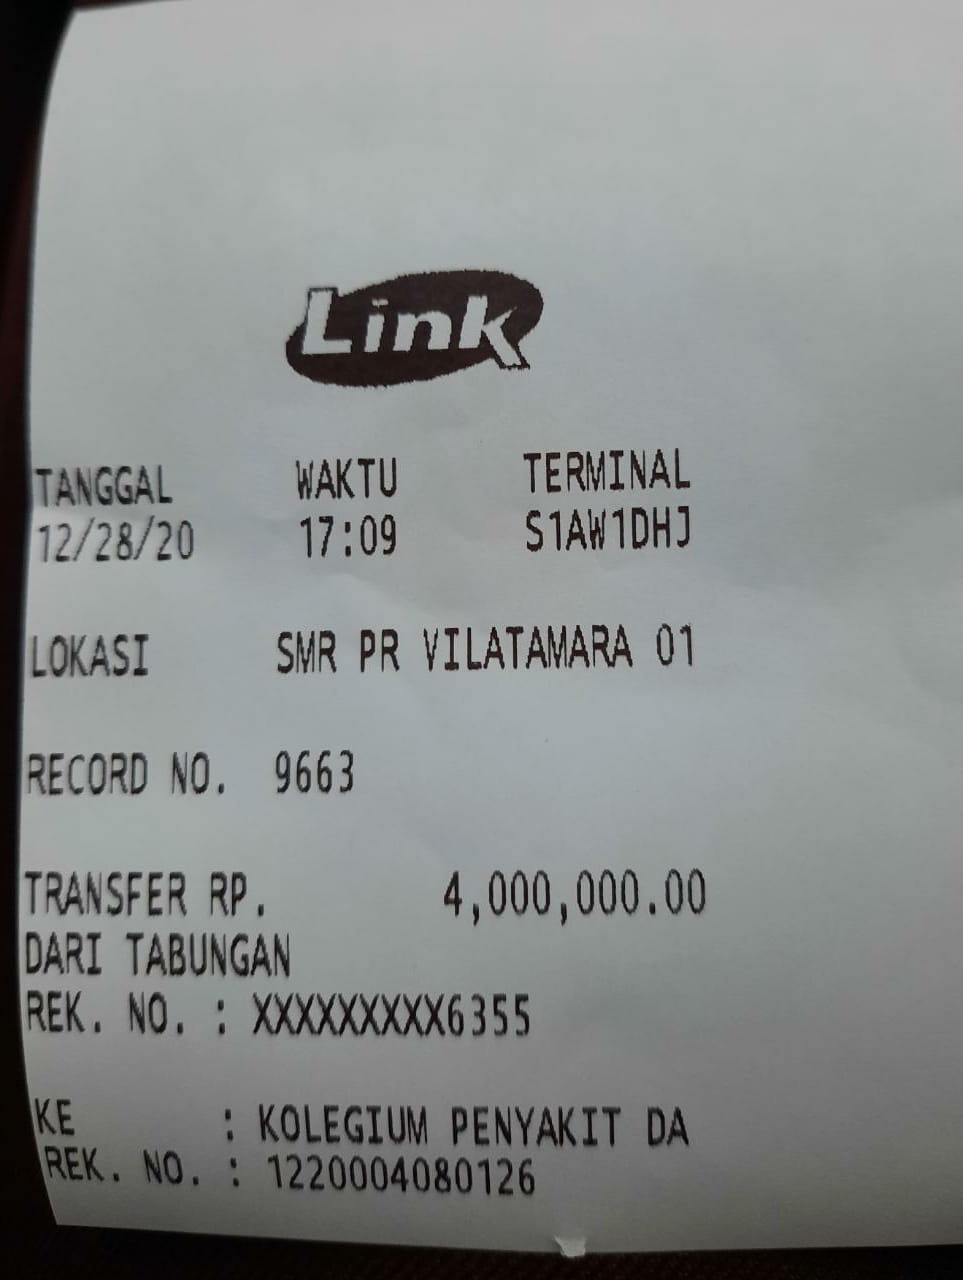 Link
TANGGAL WAKTU TERMINAL
12/28/20 17:09 S1AW1DHJ
LOKASI SMR PR VILATAMARA 01
RECORD NO. 9663
TRANSFER RP. 4,000,000.00
DARI TABUNGAN
REK. NO. : XXXXXXXXX6355
KE : KOLEGIUM PENYAKIT DA
REK. NO. : 1220004080126